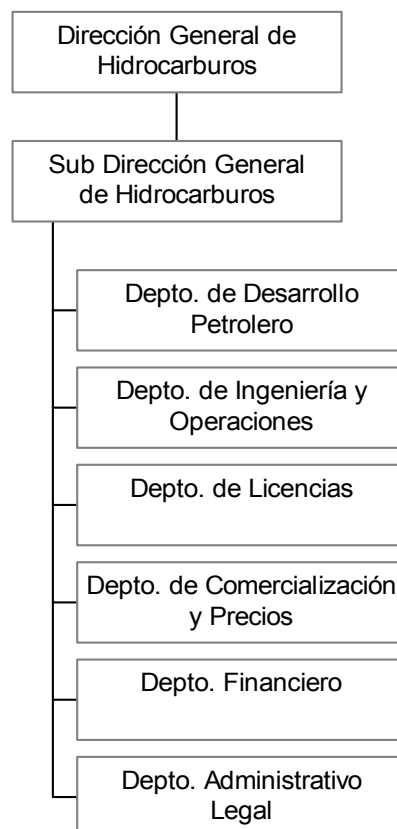 Dirección General de
Hidrocarburos
Sub Dirección General
de Hidrocarburos
Depto. de Desarrollo
Petrolero
Depto. de Ingeniería y
Operaciones
Depto. de Licencias
Depto. de Comercialización
y Precios
Depto. Financiero
Depto. Administrativo
Legal